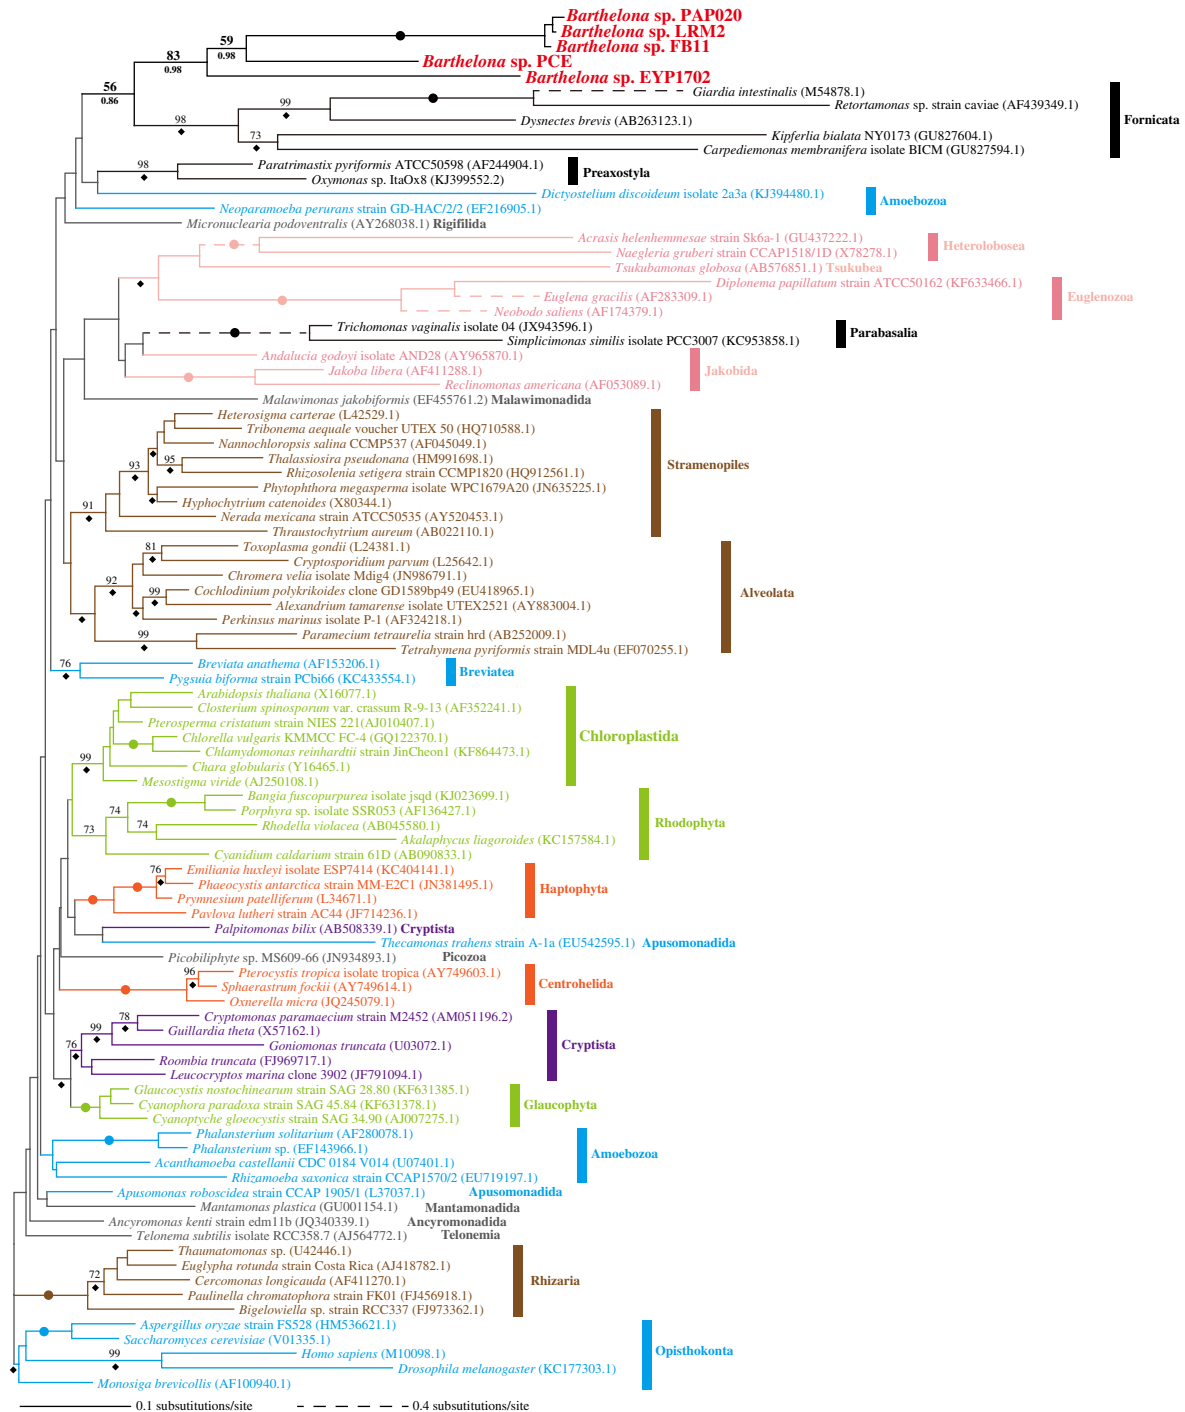 Barthelona sp. PAP020
Barthelona sp. LRM2
59
0.98
Barthelona sp. FB11
83
0.98
Barthelona sp. PCE
Barthelona sp. EYP1702
56
0.86
Giardia intestinalis (M54878.1)
99
Retortamonas sp. strain caviae (AF439349.1)
Dysnectes brevis (AB263123.1)
Fornicata
98
73
Kipferlia bialata NY0173 (GU827604.1)
Carpediemonas membranifera isolate BICM (GU827594.1)
98
Paratrimastix pyriformis ATCC50598 (AF244904.1)
Preaxostyla
Oxymonas sp. ItaOx8 (KJ399552.2)
Dictyostelium discoideum isolate 2a3a (KJ394480.1)
Amoebozoa
Neoparamoeba perurans strain GD-HAC/2/2 (EF216905.1)
Micronuclearia podoventralis (AY268038.1) Rigifilida
Acrasis helenhemmesae strain Sk6a-1 (GU437222.1)
Heterolobosea
Naegleria gruberi strain CCAP1518/1D (X78278.1)
Tsukubamonas globosa (AB576851.1) Tsukubea
Diplonema papillatum strain ATCC50162 (KF633466.1)
Euglena gracilis (AF283309.1)
Euglenozoa
Neobodo saliens (AF174379.1)
Trichomonas vaginalis isolate 04 (JX943596.1)
Parabasalia
Simplicimonas similis isolate PCC3007 (KC953858.1)
Andalucia godoyi isolate AND28 (AY965870.1)
Jakoba libera (AF411288.1)
Jakobida
Reclinomonas americana (AF053089.1)
Malawimonas jakobiformis (EF455761.2) Malawimonadida
Heterosigma carterae (L42529.1)
Tribonema aequale voucher UTEX 50 (HQ710588.1)
Nannochloropsis salina CCMP537 (AF045049.1)
93
95
Thalassiosira pseudonana (HM991698.1)
Stramenopiles
Rhizosolenia setigera strain CCMP1820 (HQ912561.1)
Phytophthora megasperma isolate WPC1679A20 (JN635225.1)
91
Hyphochytrium catenoides (X80344.1)
Nerada mexicana strain ATCC50535 (AY520453.1)
Thraustochytrium aureum (AB022110.1)
81
Toxoplasma gondii (L24381.1)
Cryptosporidium parvum (L25642.1)
92
Chromera velia isolate Mdig4 (JN986791.1)
99
Cochlodinium polykrikoides clone GD1589bp49 (EU418965.1)
Alveolata
Alexandrium tamarense isolate UTEX2521 (AY883004.1)
Perkinsus marinus isolate P-1 (AF324218.1)
99
Paramecium tetraurelia strain hrd (AB252009.1)
Tetrahymena pyriformis strain MDL4u (EF070255.1)
76
Breviata anathema (AF153206.1)
Breviatea
Pygsuia biforma strain PCbi66 (KC433554.1)
Arabidopsis thaliana (X16077.1)
Closterium spinosporum var. crassum R-9-13 (AF352241.1)
Pterosperma cristatum strain NIES 221(AJ010407.1)
Chlorella vulgaris KMMCC FC-4 (GQ122370.1)
Chloroplastida
Chlamydomonas reinhardtii strain JinCheon1 (KF864473.1)
99
Chara globularis (Y16465.1)
Mesostigma viride (AJ250108.1)
Bangia fuscopurpurea isolate jsqd (KJ023699.1)
74
Porphyra sp. isolate SSR053 (AF136427.1)
73
74
Rhodella violacea (AB045580.1)
Rhodophyta
Akalaphycus liagoroides (KC157584.1)
Cyanidium caldarium strain 61D (AB090833.1)
76
Emiliania huxleyi isolate ESP7414 (KC404141.1)
Phaeocystis antarctica strain MM-E2C1 (JN381495.1)
Haptophyta
Prymnesium patelliferum (L34671.1)
Pavlova lutheri strain AC44 (JF714236.1)
Palpitomonas bilix (AB508339.1) Cryptista
Thecamonas trahens strain A-1a (EU542595.1) Apusomonadida
Picobiliphyte sp. MS609-66 (JN934893.1) Picozoa
96
Pterocystis tropica isolate tropica (AY749603.1)
Sphaerastrum fockii (AY749614.1)
Centrohelida
Oxnerella micra (JQ245079.1)
78
Cryptomonas paramaecium strain M2452 (AM051196.2)
99
Guillardia theta (X57162.1)
76
Goniomonas truncata (U03072.1)
Cryptista
Roombia truncata (FJ969717.1)
Leucocryptos marina clone 3902 (JF791094.1)
Glaucocystis nostochinearum strain SAG 28.80 (KF631385.1)
Cyanophora paradoxa strain SAG 45.84 (KF631378.1)
Glaucophyta
Cyanoptyche gloeocystis strain SAG 34.90 (AJ007275.1)
Phalansterium solitarium (AF280078.1)
Phalansterium sp. (EF143966.1)
Amoebozoa
Acanthamoeba castellanii CDC 0184 V014 (U07401.1)
Rhizamoeba saxonica strain CCAP1570/2 (EU719197.1)
Apusomonas roboscidea strain CCAP 1905/1 (L37037.1) Apusomonadida
Mantamonas plastica (GU001154.1) Mantamonadida
Ancyromonas kenti strain edm11b (JQ340339.1) Ancyromonadida
Telonema subtilis isolate RCC358.7 (AJ564772.1) Telonemia
Thaumatomonas sp. (U42446.1)
Euglypha rotunda strain Costa Rica (AJ418782.1)
72
Cercomonas longicauda (AF411270.1)
Rhizaria
Paulinella chromatophora strain FK01 (FJ456918.1)
Bigelowiella sp. strain RCC337 (FJ973362.1)
Aspergillus oryzae strain FS528 (HM536621.1)
Saccharomyces cerevisiae (V01335.1)
99
Homo sapiens (M10098.1)
Opisthokonta
Drosophila melanogaster (KC177303.1)
Monosiga brevicollis (AF100940.1)
0.1 subsutitutions/site
0.4 subsutitutions/site